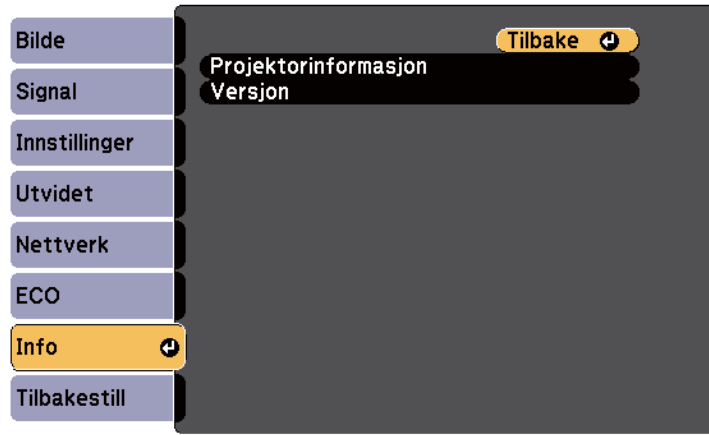 Bilde
Signal
Innstillinger
Utvidet
Nettverk
ECO
Info
Tilbakestill
Tilbake
Projektorinformasjon
Versjon